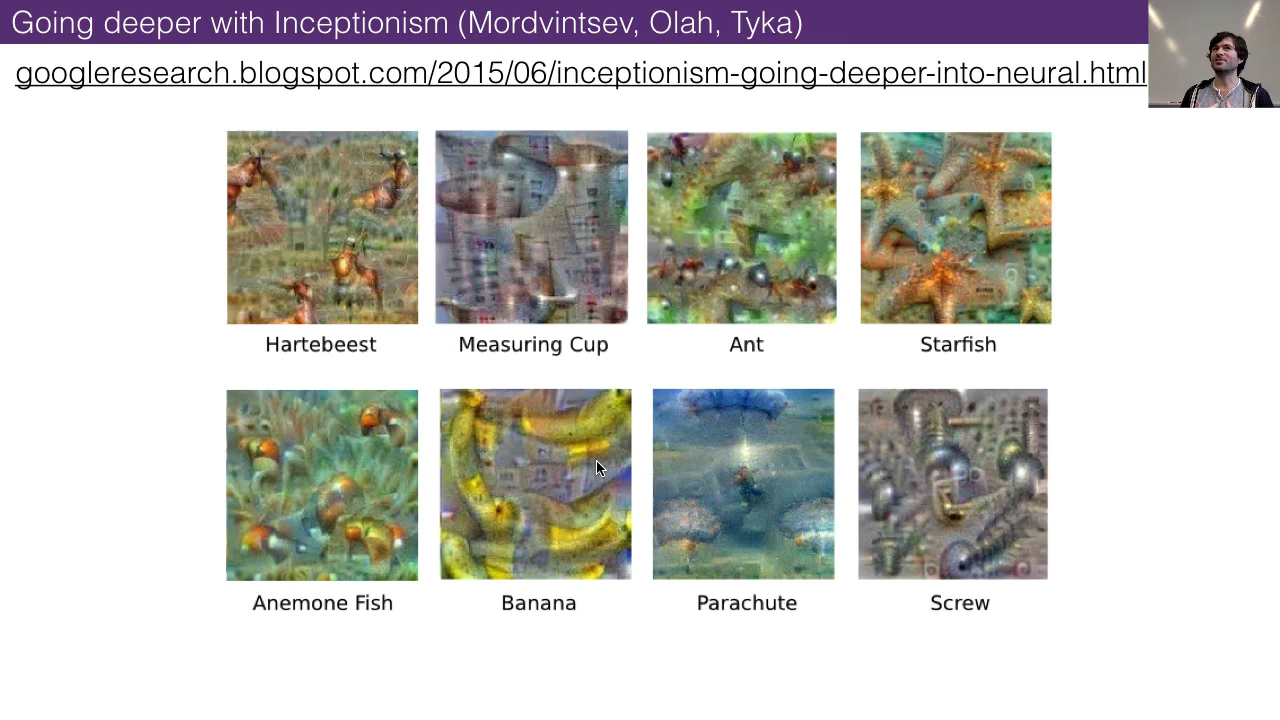 Going deeper with Inceptionism (Mordvintsev, Olah, Tyka)
googleresearch.blogspot.com/2015/06/inceptionism-going-deeper-into-neural.html
Hartebeest Measuring Cup Ant Starfish
Anemone Fish Banana Parachute Screw